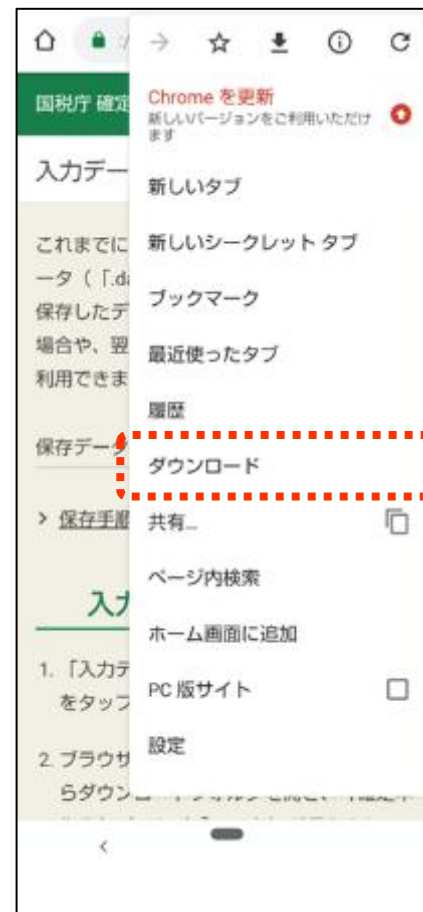 国税庁 確定
Chrome を更新
新しいバージョンをご利用いただけ
ます
入力デー
新しいタブ
これまでに
新しいシークレット タブ
ータ（「.da
保存したデ
ブックマーク
場合や、翌
最近使ったタブ
利用できま
履歴
保存データ
ダウンロード
> 保存手順
共有...
ページ内検索
入力
ホーム画面に追加
1. 「入力デ
PC 版サイト
をタップ
設定
2. ブラウザ
らダウン